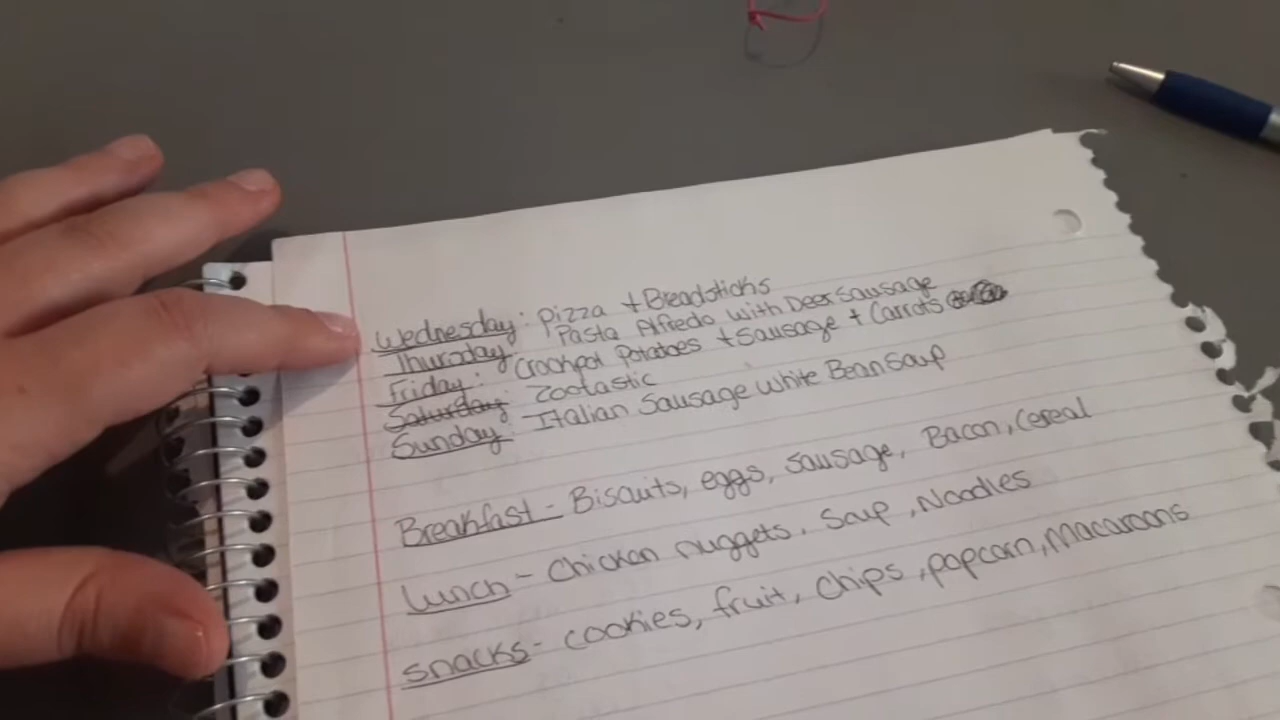 Wednesday: Pizza + Breadsticks
Thursday: Pasta Alfredo with Deer Sausage
Friday: Crockpot Potatoes + Sausage + Carrots
Saturday: Zootastic
Sunday: Italian Sausage White Bean Soup
Breakfast - Biscuits, eggs, sausage, Bacon, Cereal
Lunch - Chicken nuggets, Soup, Noodles
snacks - cookies, fruit, chips, popcorn, Macaroons